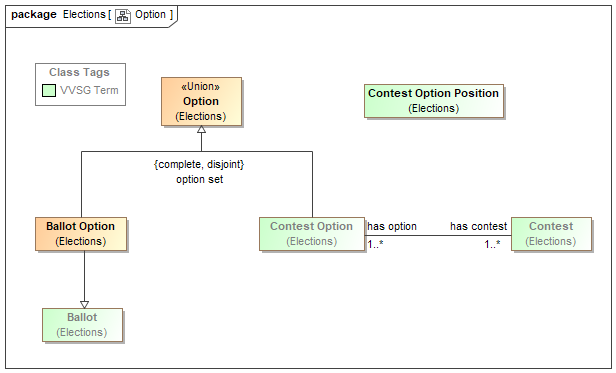 package Elections [ Option ]
Class Tags
VVSG Term
«Union»
Option
(Elections)
Contest Option Position
(Elections)
{complete, disjoint}
option set
Ballot Option
(Elections)
Contest Option
(Elections)
has option
1..*
has contest
1..*
Contest
(Elections)
Ballot
(Elections)